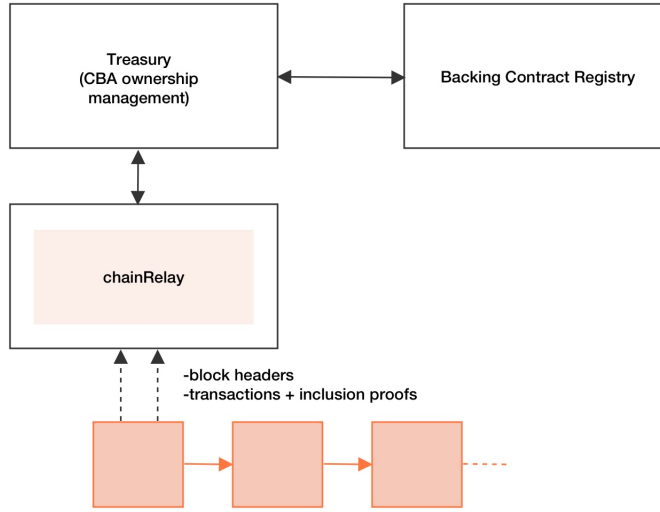 Treasury
(CBA ownership
management)
Backing Contract Registry
chainRelay
-block headers
-transactions + inclusion proofs